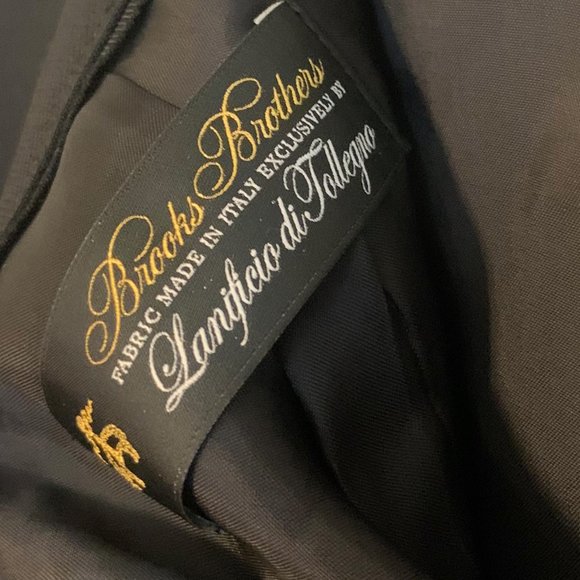 Brooks Brothers
FABRIC MADE IN ITALY EXCLUSIVELY BY
Lanificio di Tollegno